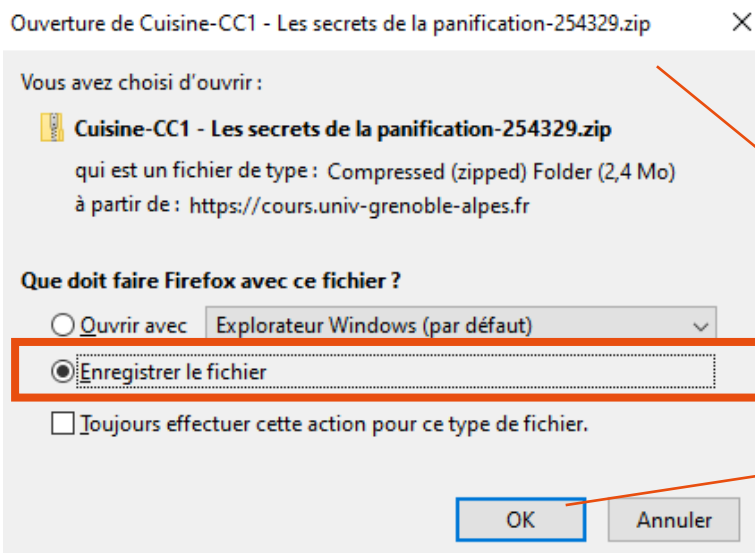 Ouverture de Cuisine-CC1 - Les secrets de la panification-254329.zip
Vous avez choisi d'ouvrir :
Cuisine-CC1 - Les secrets de la panification-254329.zip
qui est un fichier de type : Compressed (zipped) Folder (2,4 Mo)
à partir de : https://cours.univ-grenoble-alpes.fr
Que doit faire Firefox avec ce fichier ?
Ouvrir avec Explorateur Windows (par défaut)
Enregistrer le fichier
Toujours effectuer cette action pour ce type de fichier.
OK Annuler